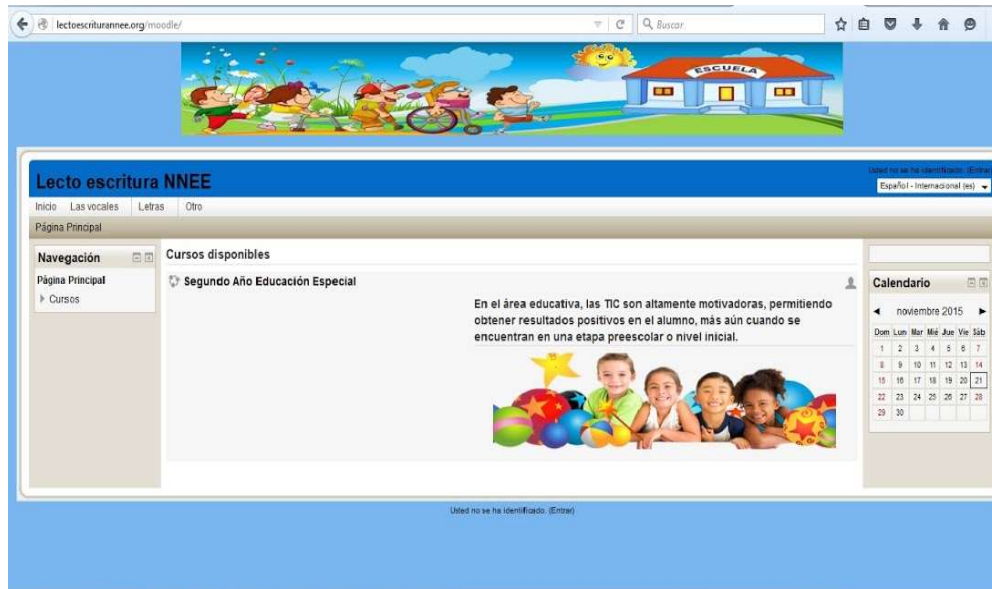 lectoescriturannee.org/moodle/
Buscar
ESCUELA
Lecto escritura NNEE
Usted no se ha identificado. (Entrar
Español - Internacional (es)
Inicio Las vocales Letras Otro
Página Principal
Navegación
Página Principal
Cursos
Cursos disponibles
Segundo Año Educación Especial
En el área educativa, las TIC son altamente motivadoras, permitiendo
obtener resultados positivos en el alumno, más aún cuando se
encuentran en una etapa preescolar o nivel inicial.
Calendario
◄ noviembre 2015 ►
Dom Lun Mar Mié Jue Vie Sáb
1 2 3 4 5 6 7
8 9 10 11 12 13 14
15 16 17 18 19 20 21
22 23 24 25 26 27 28
29 30
Usted no se ha identificado. (Entrar)